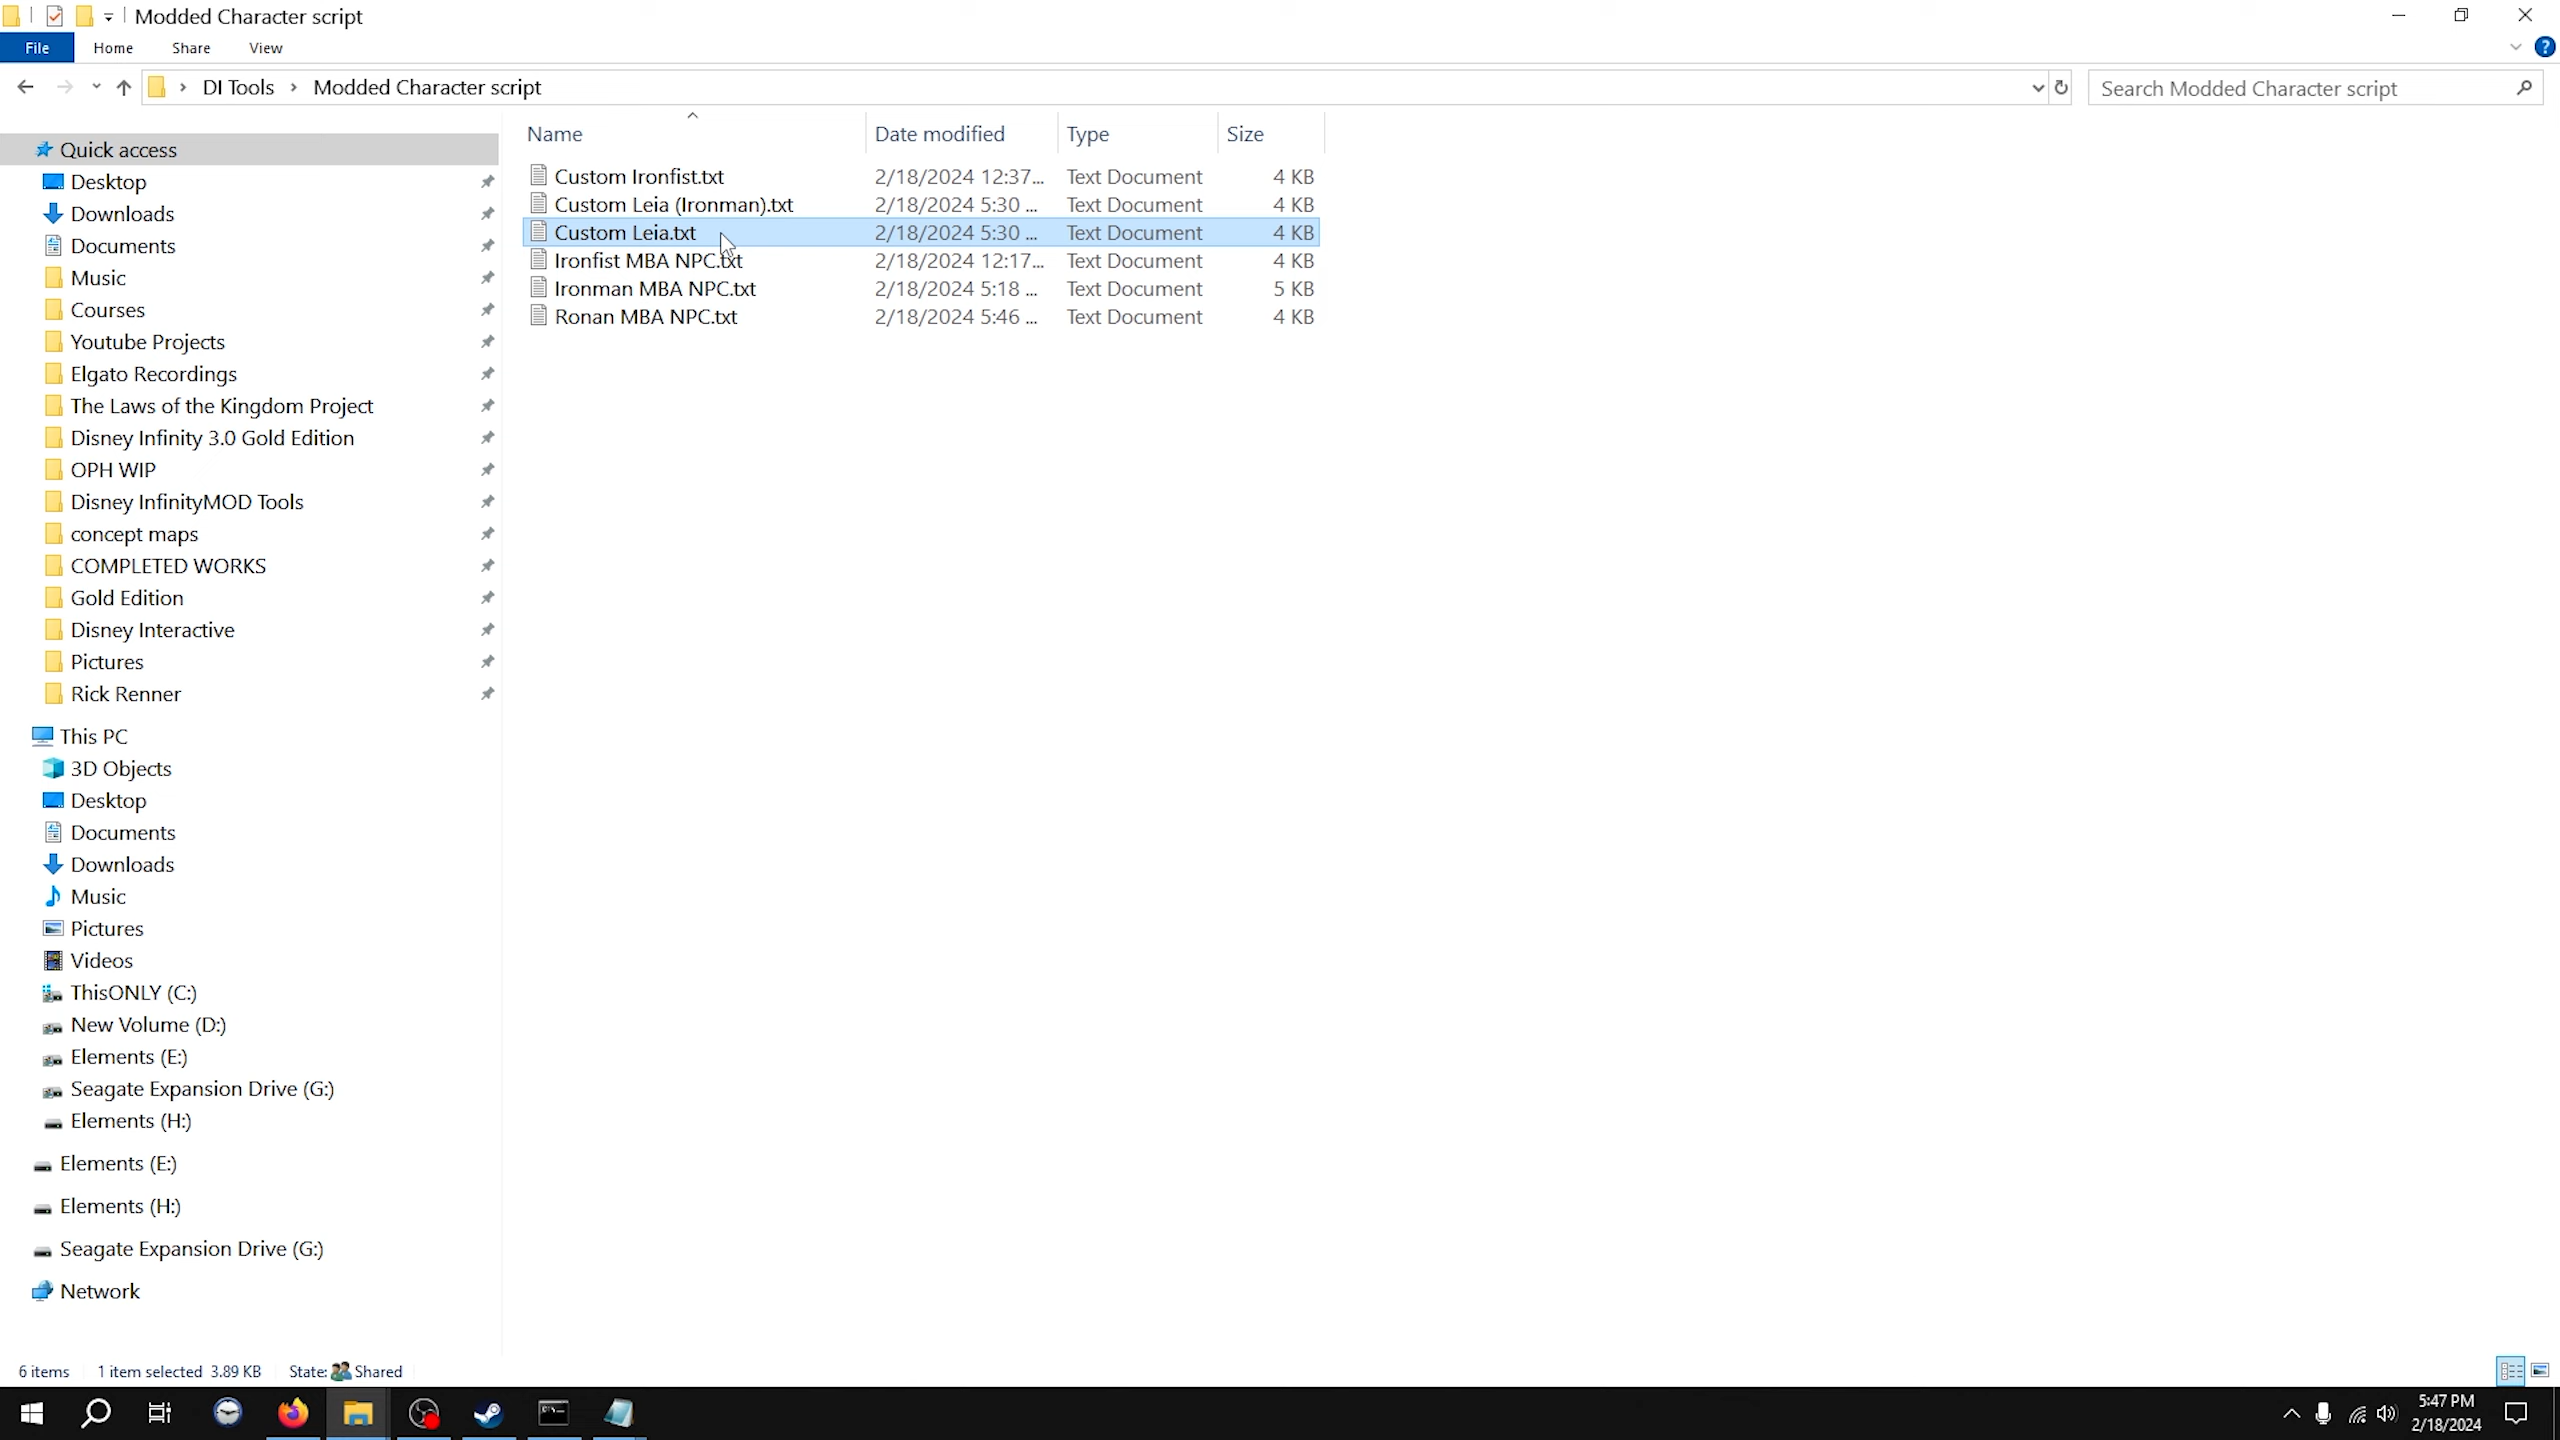 Modded Character script
File Home Share View
DI Tools Modded Character script
Search Modded Character script
Name Date modified Type Size
Custom Ironfist.txt 2/18/2024 12:37... Text Document 4 KB
Custom Leia (Ironman).txt 2/18/2024 5:30 ... Text Document 4 KB
Custom Leia.txt 2/18/2024 5:30 ... Text Document 4 KB
Ironfist MBA NPC.txt 2/18/2024 12:17... Text Document 4 KB
Ironman MBA NPC.txt 2/18/2024 5:18 ... Text Document 5 KB
Ronan MBA NPC.txt 2/18/2024 5:46 ... Text Document 4 KB
Quick access
Desktop
Downloads
Documents
Music
Courses
Youtube Projects
Elgato Recordings
The Laws of the Kingdom Project
Disney Infinity 3.0 Gold Edition
OPH WIP
Disney InfinityMOD Tools
concept maps
COMPLETED WORKS
Gold Edition
Disney Interactive
Pictures
Rick Renner
This PC
3D Objects
Desktop
Documents
Downloads
Music
Pictures
Videos
ThisONLY (C:)
New Volume (D:)
Elements (E:)
Seagate Expansion Drive (G:)
Elements (H:)
Elements (E:)
Elements (H:)
Seagate Expansion Drive (G:)
Network
6 items 1 item selected 3.89 KB State: Shared
5:47 PM
2/18/2024